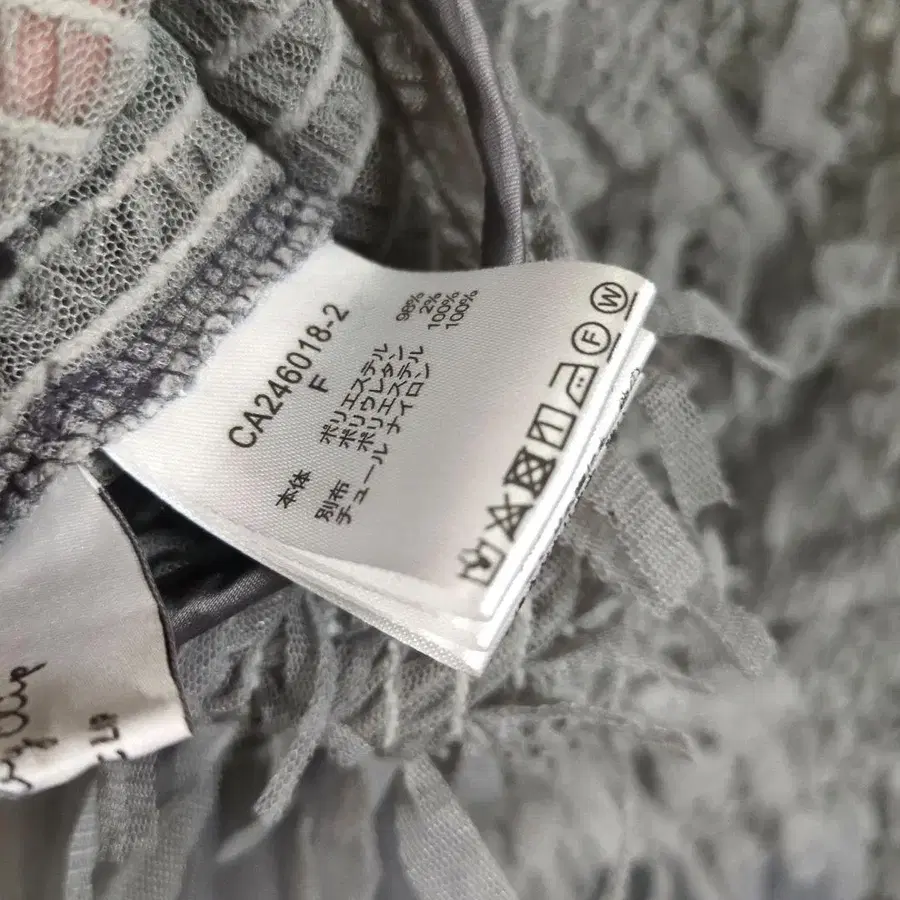 CA246018-2
F
本体 ポリエステル 98%
ポリウレタン 2%
別布 ポリエステル 100%
チュール ナイロン 100%
F
W